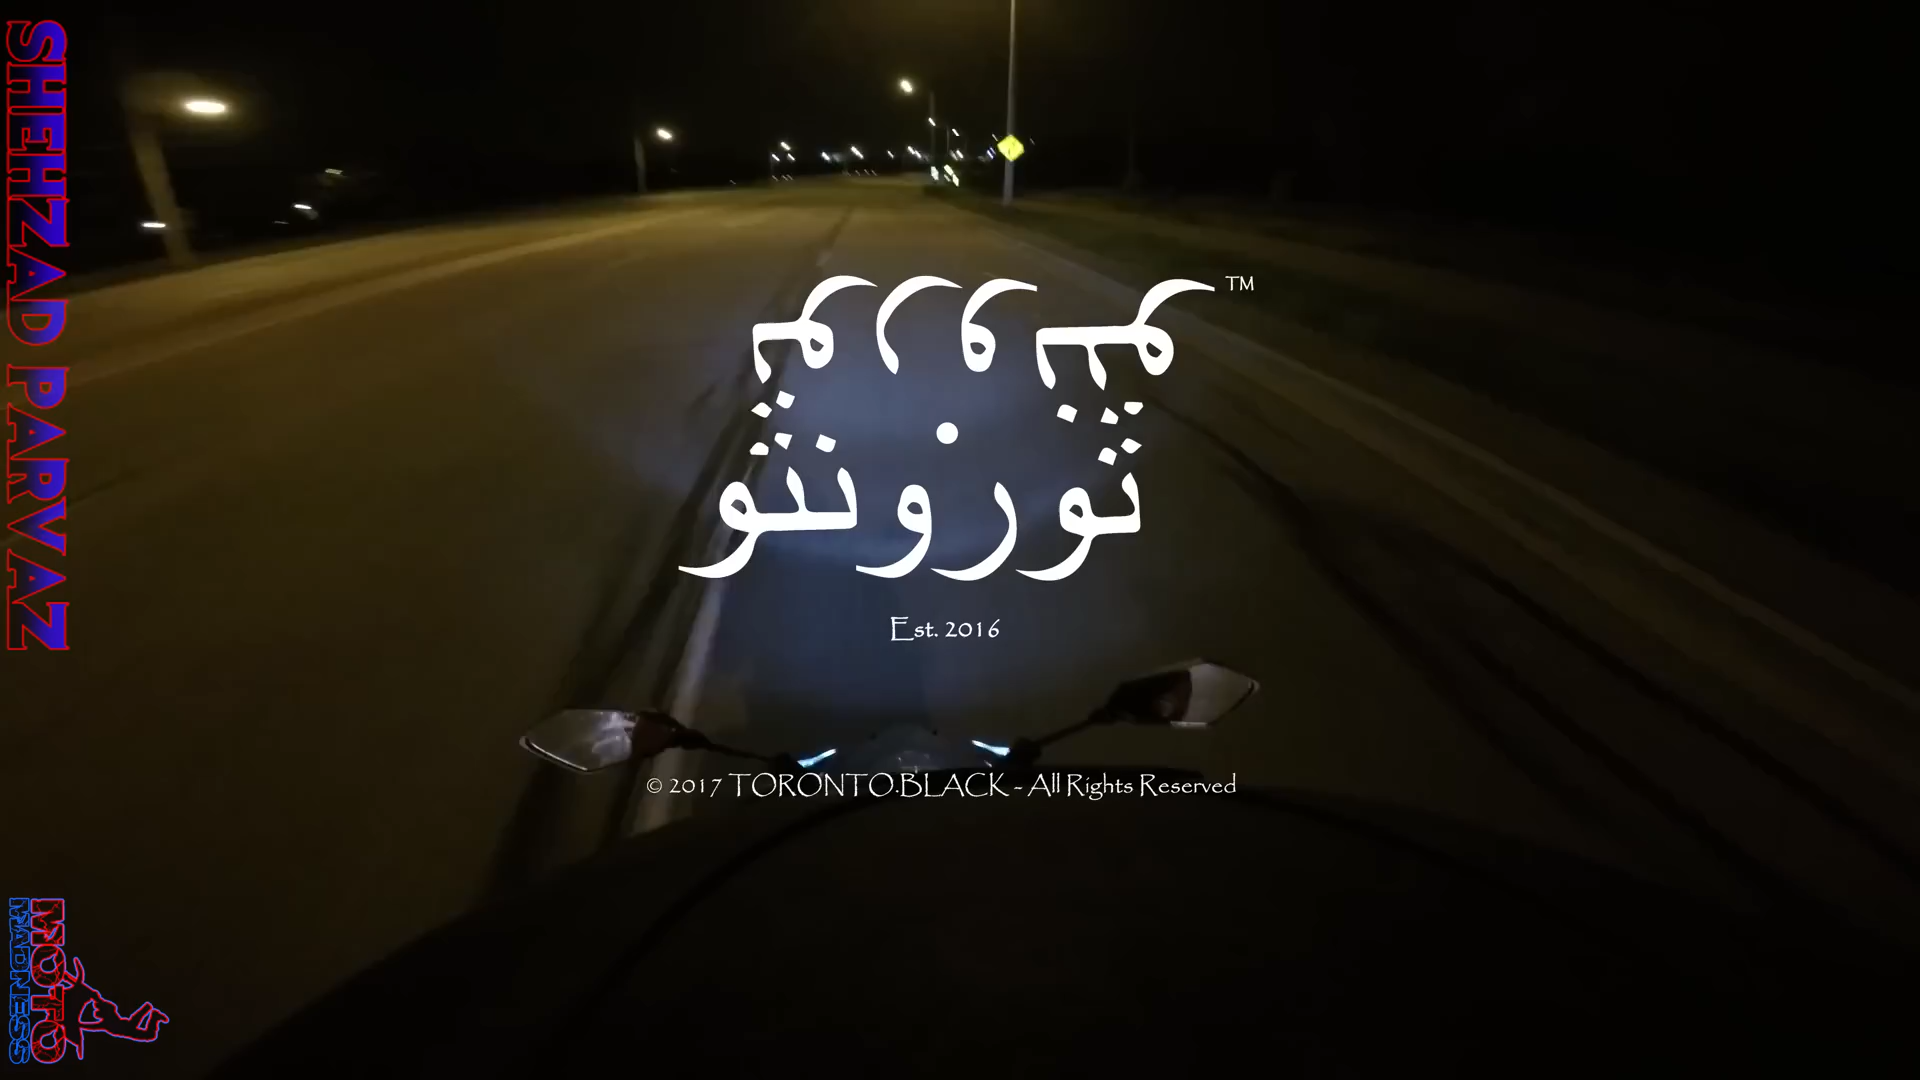 SHEHZAD PARVAZ
TM
تورونتو
Est. 2016
© 2017 TORONTO.BLACK - All Rights Reserved
MOTO
MADNESS